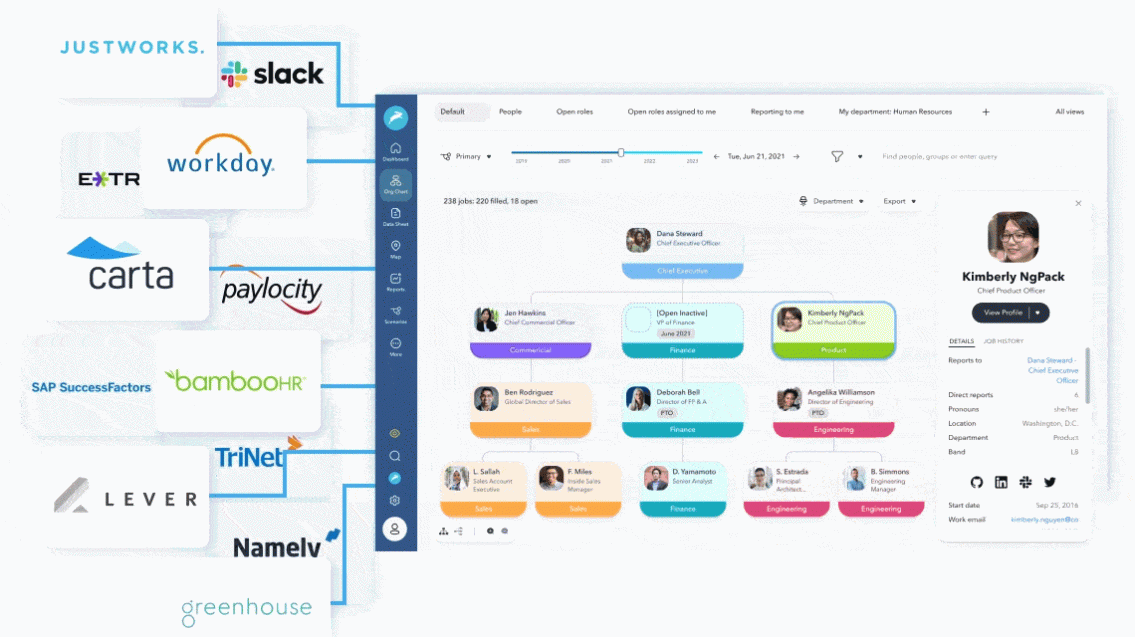 JUSTWORKS.
slack
workday.
EXTR
carta
paylocity
SAP SuccessFactors
bambooHR
TriNet
LEVER
Namely
greenhouse
Dashboard
Org Chart
Data Sheet
Map
Reports
Scenarios
More
Default
People
Open roles
Open roles assigned to me
Reporting to me
My department: Human Resources
+
All views
Primary
2019
2020
2021
2022
2023
Tue, Jun 21, 2021
Find people, groups or enter query
238 jobs: 220 filled, 18 open
Department
Export
Dana Steward
Chief Executive Officer
Chief Executive
Jen Hawkins
Chief Commercial Officer
Commericial
[Open Inactive]
VP of Finance
June 2021
Finance
Kimberly NgPack
Chief Product Officer
Product
Ben Rodriguez
Global Director of Sales
Sales
Deborah Bell
Director of FP & A
PTO
Finance
Angelika Williamson
Director of Engineering
PTO
Engineering
L. Sallah
Sales Account
Executive
Sales
F. Miles
Inside Sales
Manager
Sales
D. Yamamoto
Senior Analyst
Finance
S. Estrada
Principal
Architect...
Engineering
B. Simmons
Engineering
Manager
Engineering
Kimberly NgPack
Chief Product Officer
View Profile
DETAILS
JOB HISTORY
Reports to
Dana Steward -
Chief Executive
Officer
Direct reports
6
Pronouns
she/her
Location
Washington, D.C.
Department
Product
Band
L8
Start date
Sep 25, 2016
Work email
kimberly.nguyen@co